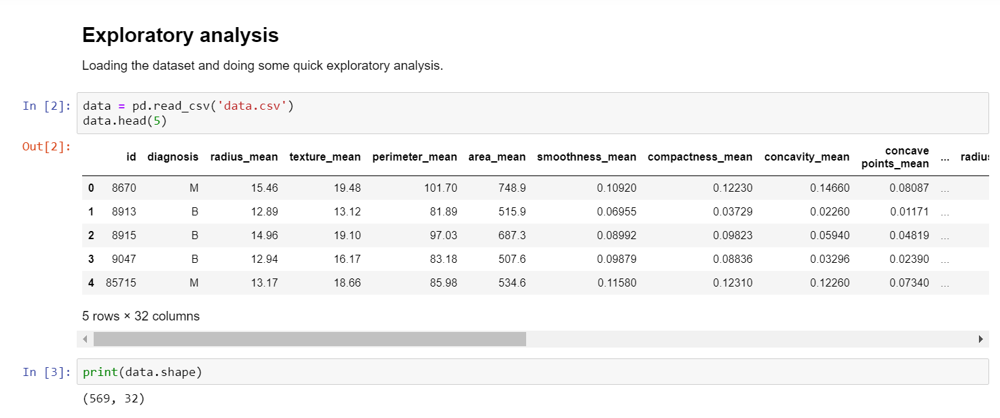 Exploratory analysis
Loading the dataset and doing some quick exploratory analysis.
In [2]: data = pd.read_csv('data.csv')
data.head(5)
Out[2]:
id diagnosis radius_mean texture_mean perimeter_mean area_mean smoothness_mean compactness_mean concavity_mean concave points_mean ... radius
0 8670 M 15.46 19.48 101.70 748.9 0.10920 0.12230 0.14660 0.08087 ...
1 8913 B 12.89 13.12 81.89 515.9 0.06955 0.03729 0.02260 0.01171 ...
2 8915 B 14.96 19.10 97.03 687.3 0.08992 0.09823 0.05940 0.04819 ...
3 9047 B 12.94 16.17 83.18 507.6 0.09879 0.08836 0.03296 0.02390 ...
4 85715 M 13.17 18.66 85.98 534.6 0.11580 0.12310 0.12260 0.07340 ...
5 rows × 32 columns
In [3]: print(data.shape)
(569, 32)